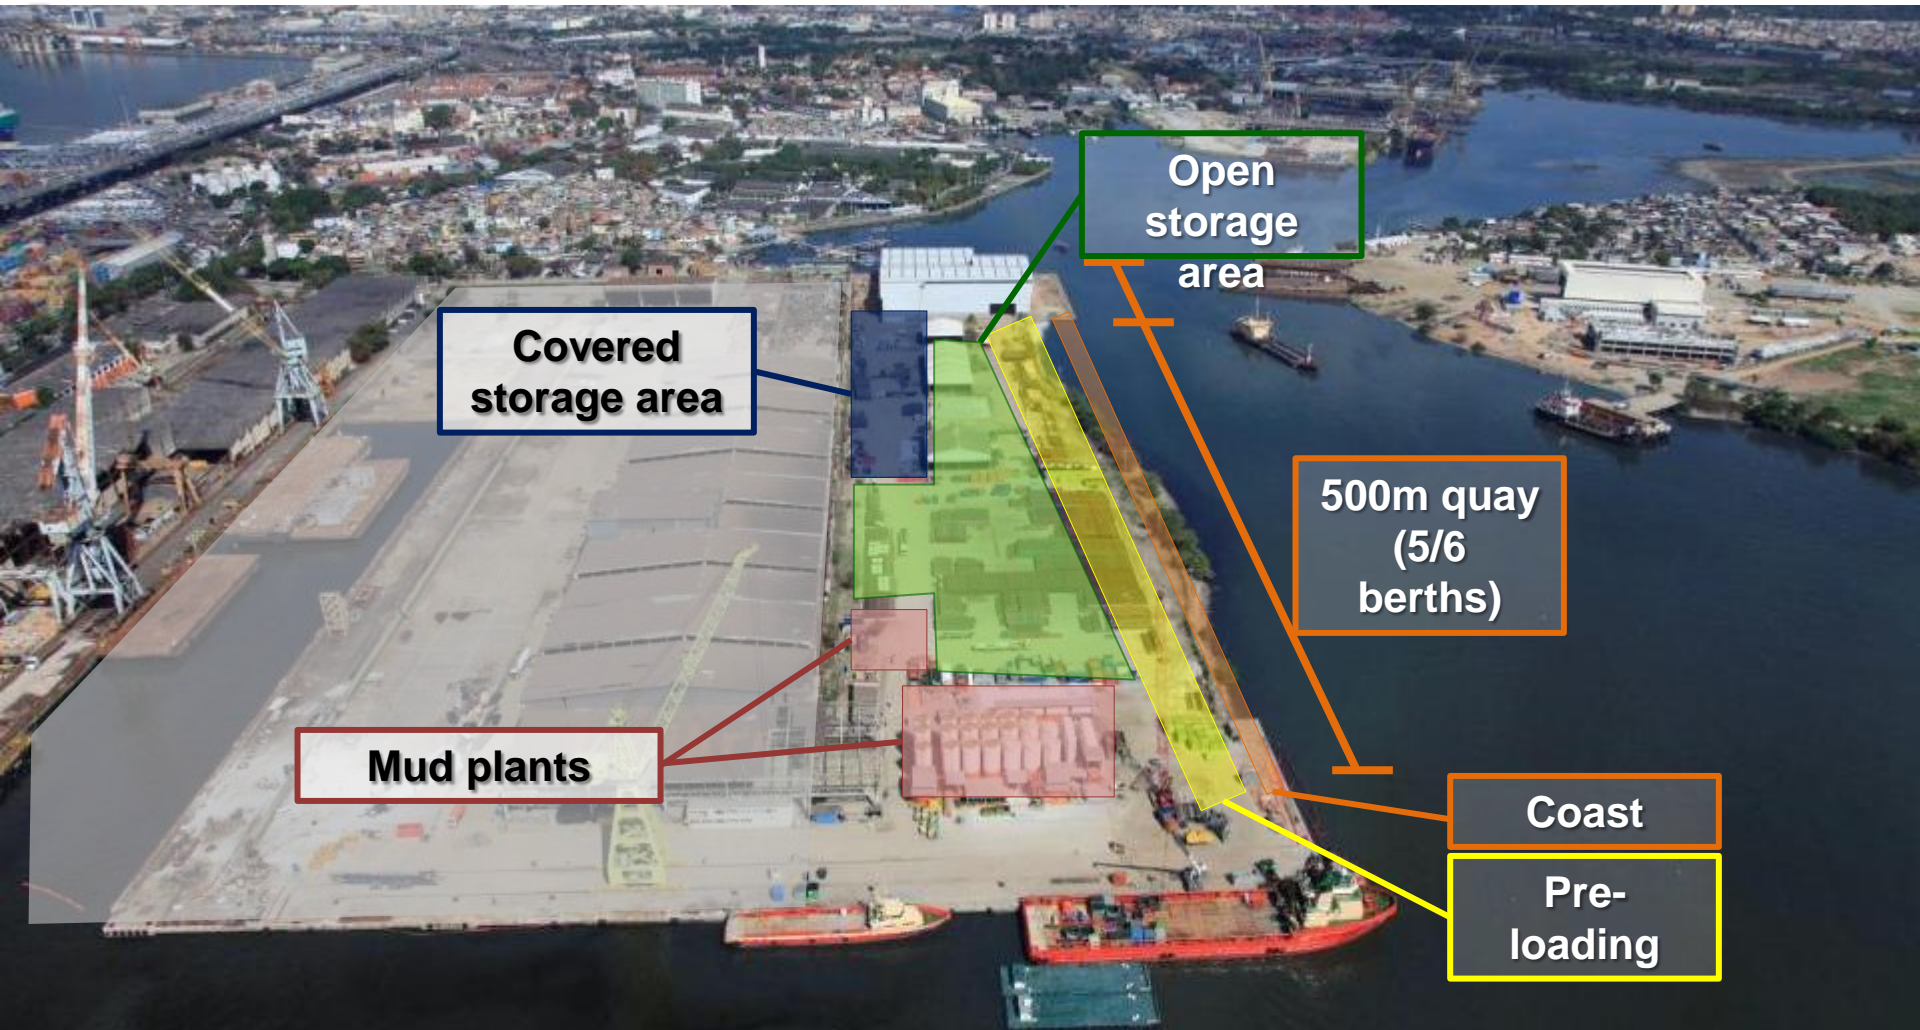 Open
storage
area
Covered
storage area
500m quay
(5/6
berths)
Mud plants
Coast
Pre-
loading